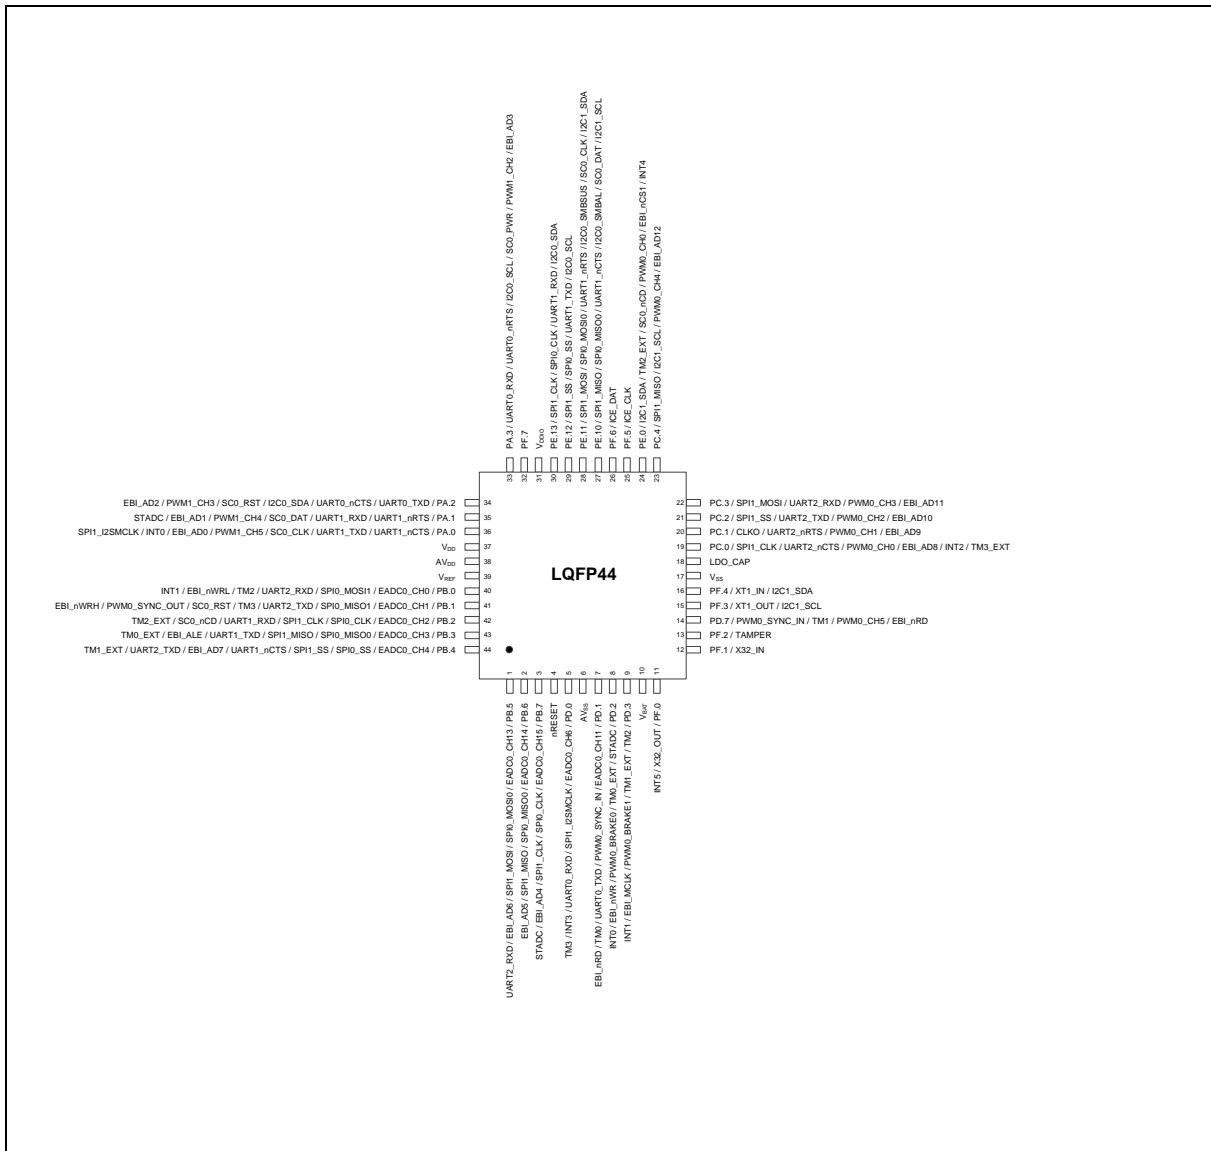 PA.3 / UART0_RXD / UART0_nRTS / I2C0_SCL / SC0_PWR / PWM1_CH2 / EBI_AD3
PF.7
VDDIO
PE.13 / SPI1_CLK / SPI0_CLK / UART1_RXD / I2C0_SDA
PE.12 / SPI1_SS / SPI0_SS / UART1_TXD / I2C0_SCL
PE.11 / SPI1_MOSI / SPI0_MOSI0 / UART1_nRTS / I2C0_SMBSUS / SC0_CLK / I2C1_SDA
PE.10 / SPI1_MISO / SPI0_MISO0 / UART1_nCTS / I2C0_SMBAL / SC0_DAT / I2C1_SCL
PF.6 / ICE_DAT
PF.5 / ICE_CLK
PE.0 / I2C1_SDA / TM2_EXT / SC0_nCD / PWM0_CH0 / EBI_nCS1 / INT4
PC.4 / SPI1_MISO / I2C1_SCL / PWM0_CH4 / EBI_AD12
33
32
31
30
29
28
27
26
25
24
23
EBI_AD2 / PWM1_CH3 / SC0_RST / I2C0_SDA / UART0_nCTS / UART0_TXD / PA.2 34
STADC / EBI_AD1 / PWM1_CH4 / SC0_DAT / UART1_RXD / UART1_nRTS / PA.1 35
SPI1_I2SMCLK / INT0 / EBI_AD0 / PWM1_CH5 / SC0_CLK / UART1_TXD / UART1_nCTS / PA.0 36
VDD 37
AVDD 38
VREF 39
INT1 / EBI_nWRL / TM2 / UART2_RXD / SPI0_MOSI1 / EADC0_CH0 / PB.0 40
EBI_nWRH / PWM0_SYNC_OUT / SC0_RST / TM3 / UART2_TXD / SPI0_MISO1 / EADC0_CH1 / PB.1 41
TM2_EXT / SC0_nCD / UART1_RXD / SPI1_CLK / SPI0_CLK / EADC0_CH2 / PB.2 42
TM0_EXT / EBI_ALE / UART1_TXD / SPI1_MISO / SPI0_MISO0 / EADC0_CH3 / PB.3 43
TM1_EXT / UART2_TXD / EBI_AD7 / UART1_nCTS / SPI1_SS / SPI0_SS / EADC0_CH4 / PB.4 44
LQFP44
22 PC.3 / SPI1_MOSI / UART2_RXD / PWM0_CH3 / EBI_AD11
21 PC.2 / SPI1_SS / UART2_TXD / PWM0_CH2 / EBI_AD10
20 PC.1 / CLKO / UART2_nRTS / PWM0_CH1 / EBI_AD9
19 PC.0 / SPI1_CLK / UART2_nCTS / PWM0_CH0 / EBI_AD8 / INT2 / TM3_EXT
18 LDO_CAP
17 VSS
16 PF.4 / XT1_IN / I2C1_SDA
15 PF.3 / XT1_OUT / I2C1_SCL
14 PD.7 / PWM0_SYNC_IN / TM1 / PWM0_CH5 / EBI_nRD
13 PF.2 / TAMPER
12 PF.1 / X32_IN
1
2
3
4
5
6
7
8
9
10
11
UART2_RXD / EBI_AD6 / SPI1_MOSI / SPI0_MOSI0 / EADC0_CH13 / PB.5
EBI_AD5 / SPI1_MISO / SPI0_MISO0 / EADC0_CH14 / PB.6
STADC / EBI_AD4 / SPI1_CLK / SPI0_CLK / EADC0_CH15 / PB.7
nRESET
TM3 / INT3 / UART0_RXD / SPI1_I2SMCLK / EADC0_CH6 / PD.0
AVSS
EBI_nRD / TM0 / UART0_TXD / PWM0_SYNC_IN / EADC0_CH11 / PD.1
INT0 / EBI_nWR / PWM0_BRAKE0 / TM0_EXT / STADC / PD.2
INT1 / EBI_MCLK / PWM0_BRAKE1 / TM1_EXT / TM2 / PD.3
VBAT
INT5 / X32_OUT / PF.0